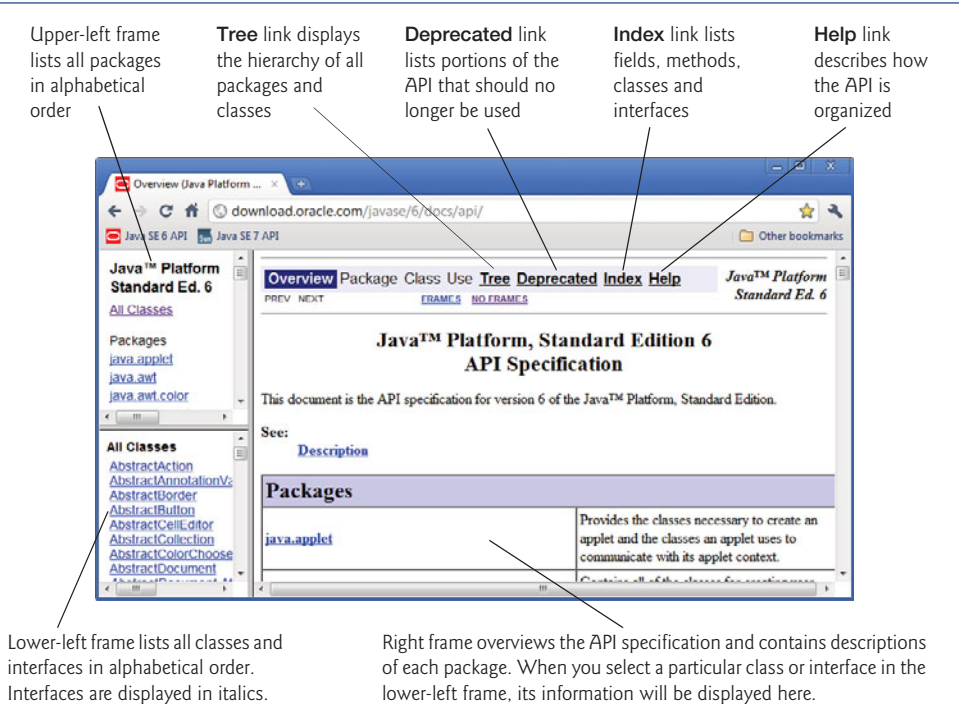 Upper-left frame
lists all packages
in alphabetical
order
Tree link displays
the hierarchy of all
packages and
classes
Deprecated link
lists portions of the
API that should no
longer be used
Index link lists
fields, methods,
classes and
interfaces
Help link
describes how
the API is
organized
Overview (Java Platform ...
download.oracle.com/javase/6/docs/api/
Java SE 6 API Java SE 7 API Other bookmarks
Java™ Platform
Standard Ed. 6
All Classes
Packages
java.applet
java.awt
java.awt.color
All Classes
AbstractAction
AbstractAnnotationVa
AbstractBorder
AbstractButton
AbstractCellEditor
AbstractCollection
AbstractColorChoose
AbstractDocument
Overview Package Class Use Tree Deprecated Index Help
PREV NEXT FRAMES NO FRAMES
Java™ Platform
Standard Ed. 6
Java™ Platform, Standard Edition 6
API Specification
This document is the API specification for version 6 of the Java™ Platform, Standard Edition.
See:
Description
Packages
java.applet
Provides the classes necessary to create an
applet and the classes an applet uses to
communicate with its applet context.
Lower-left frame lists all classes and
interfaces in alphabetical order.
Interfaces are displayed in italics.
Right frame overviews the API specification and contains descriptions
of each package. When you select a particular class or interface in the
lower-left frame, its information will be displayed here.